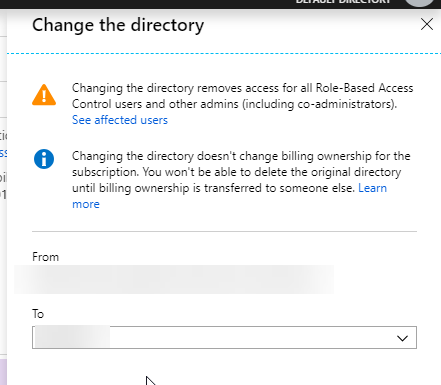 DEFAULT DIRECTORY
Change the directory
Changing the directory removes access for all Role-Based Access
Control users and other admins (including co-administrators).
See affected users
Changing the directory doesn't change billing ownership for the
subscription. You won't be able to delete the original directory
until billing ownership is transferred to someone else. Learn
more
From
To